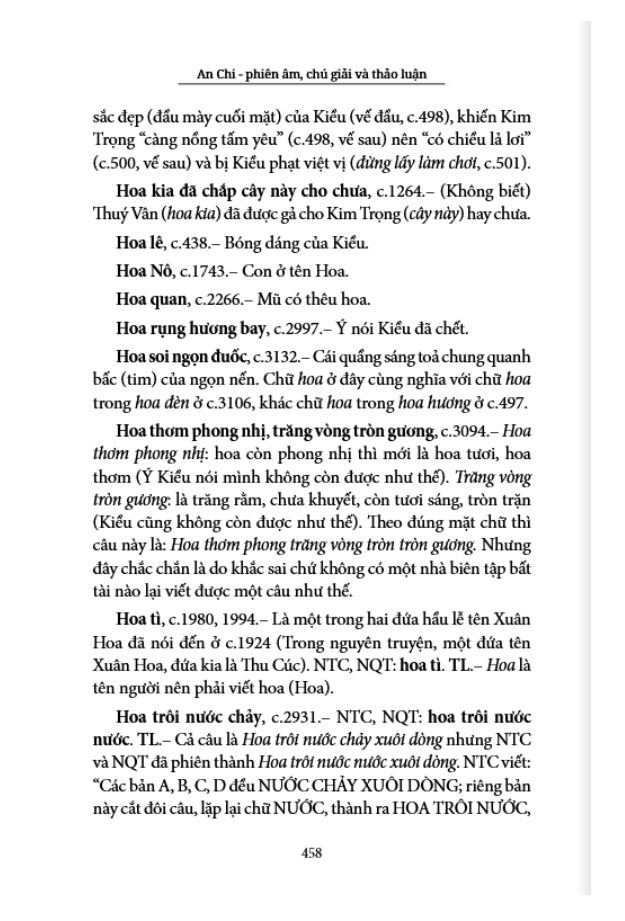 An Chi - phiên âm, chú giải và thảo luận
sắc đẹp (đầu mày cuối mặt) của Kiều (vế đầu, c.498), khiến Kim
Trọng “càng nồng tấm yêu” (c.498, vế sau) nên “có chiều lả lơi”
(c.500, vế sau) và bị Kiều phạt việt vị (đừng lấy làm chơi, c.501).
Hoa kia đã chắp cây này cho chưa, c.1264.– (Không biết)
Thuý Vân (hoa kia) đã được gả cho Kim Trọng (cây này) hay chưa.
Hoa lê, c.438.– Bóng dáng của Kiều.
Hoa Nô, c.1743.– Con ở tên Hoa.
Hoa quan, c.2266.– Mũ có thêu hoa.
Hoa rụng hương bay, c.2997.– Ý nói Kiều đã chết.
Hoa soi ngọn đuốc, c.3132.– Cái quầng sáng toả chung quanh
bấc (tim) của ngọn nến. Chữ hoa ở đây cùng nghĩa với chữ hoa
trong hoa đèn ở c.3106, khác chữ hoa trong hoa hương ở c.497.
Hoa thơm phong nhị, trăng vòng tròn gương, c.3094.– Hoa
thơm phong nhị: hoa còn phong nhị thì mới là hoa tươi, hoa
thơm (Ý Kiều nói mình không còn được như thế). Trăng vòng
tròn gương: là trăng rằm, chưa khuyết, còn tươi sáng, tròn trặn
(Kiều cũng không còn được như thế). Theo đúng mặt chữ thì
câu này là: Hoa thơm phong trăng vòng tròn tròn gương. Nhưng
đây chắc chắn là do khắc sai chứ không có một nhà biên tập bất
tài nào lại viết được một câu như thế.
Hoa tì, c.1980, 1994.– Là một trong hai đứa hầu lễ tên Xuân
Hoa đã nói đến ở c.1924 (Trong nguyên truyện, một đứa tên
Xuân Hoa, đứa kia là Thu Cúc). NTC, NQT: hoa tì. TL.– Hoa là
tên người nên phải viết hoa (Hoa).
Hoa trôi nước chảy, c.2931.– NTC, NQT: hoa trôi nước
nước. TL.– Cả câu là Hoa trôi nước chảy xuôi dòng nhưng NTC
và NQT đã phiên thành Hoa trôi nước nước xuôi dòng. NTC viết:
“Các bản A, B, C, D đều NƯỚC CHẢY XUÔI DÒNG; riêng bản
này cắt đôi câu, lặp lại chữ NƯỚC, thành ra HOA TRÔI NƯỚC,
458